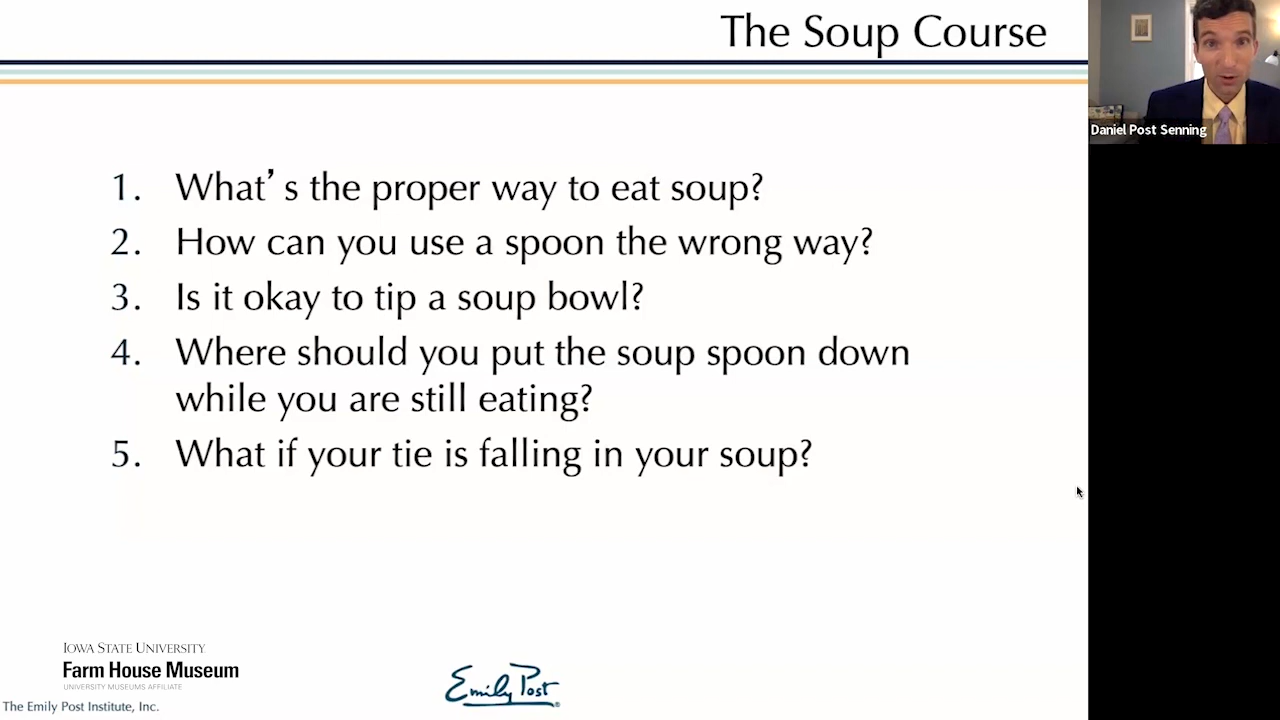 The Soup Course
Daniel Post Senning
1. What's the proper way to eat soup?
2. How can you use a spoon the wrong way?
3. Is it okay to tip a soup bowl?
4. Where should you put the soup spoon down
while you are still eating?
5. What if your tie is falling in your soup?
IOWA STATE UNIVERSITY
Farm House Museum
UNIVERSITY MUSEUMS AFFILIATE
Emily Post®
The Emily Post Institute, Inc.